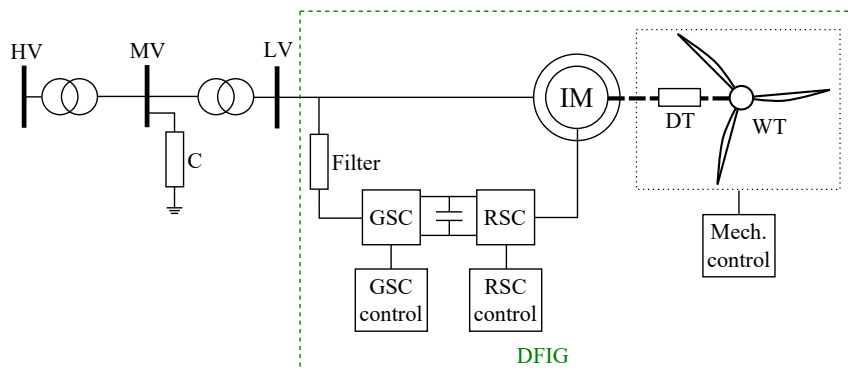 HV
MV
LV
IM
DT
WT
C
Filter
GSC
RSC
Mech.
control
GSC
control
RSC
control
DFIG